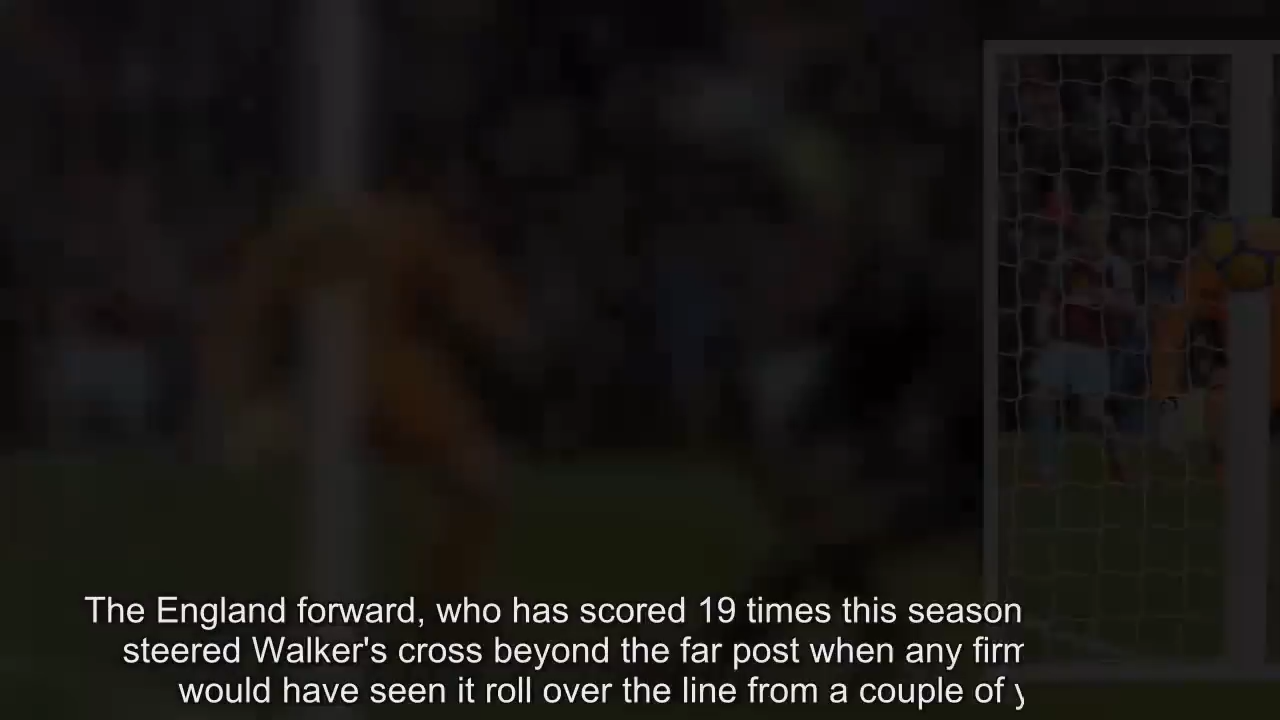 The England forward, who has scored 19 times this season
steered Walker's cross beyond the far post when any firm
would have seen it roll over the line from a couple of